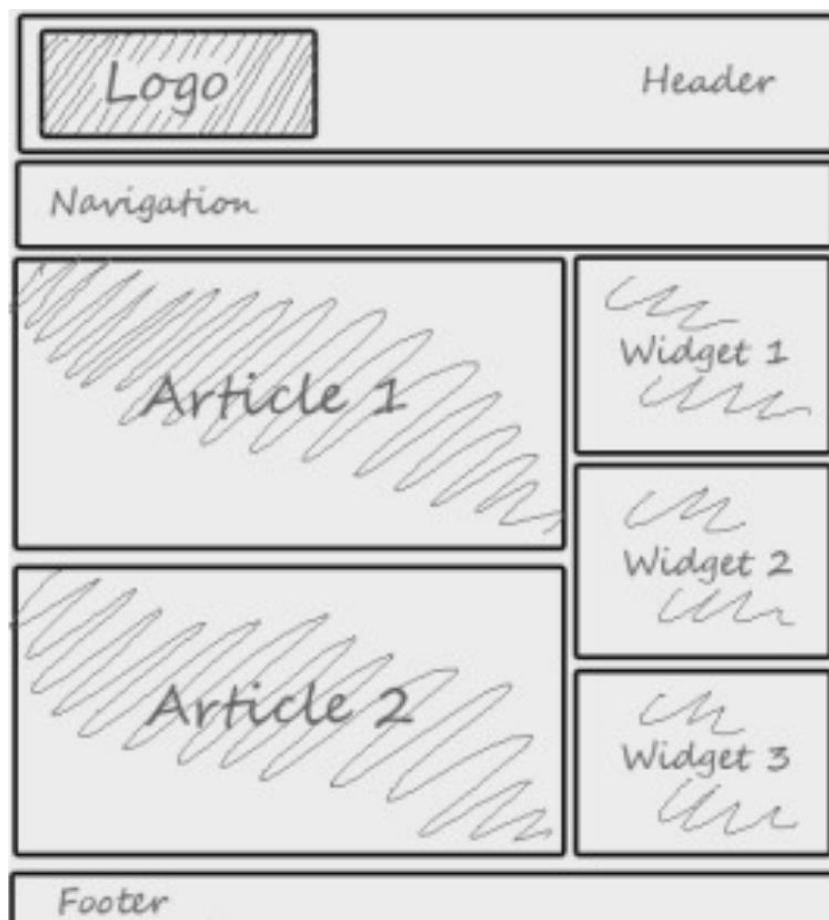 Logo
Header
Navigation
Article 1
Widget 1
Widget 2
Article 2
Widget 3
Footer